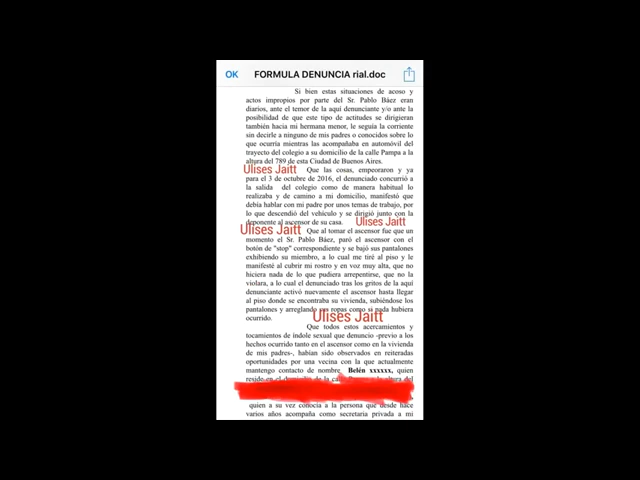 OK FORMULA DENUNCIA rial.doc
Si bien estas situaciones de acoso y
actos impropios por parte del Sr. Pablo Báez eran
diarios, ante el temor de la aquí denunciante y/o ante la
posibilidad de que este tipo de actitudes se dirigieran
también hacia mi hermana menor, le seguía la corriente
sin decirle a ninguno de mis padres o conocidos sobre lo
que ocurría mientras las acompañaba en automóvil del
trayecto del colegio a su domicilio de la calle Pampa a la
altura del 789 de esta Ciudad de Buenos Aires.
Ulises Jaitt
Que las cosas, empeoraron y ya
para el 3 de octubre de 2016, el denunciado concurrió a
la salida del colegio como de manera habitual lo
realizaba y de camino a mi domicilio, manifestó que
debía hablar con mi padre por unos temas de trabajo, por
lo que descendió del vehículo y se dirigió junto con la
deponente al ascensor de su casa.
Ulises Jaitt
Ulises Jaitt
Que al tomar el ascensor fue que un
momento el Sr. Pablo Báez, paró el ascensor con el
botón de "stop" correspondiente y se bajó sus pantalones
exhibiendo su miembro, a lo cual me tiré al piso y le
manifesté al cubrir mi rostro y en voz muy alta, que no
hiciera nada de lo que pudiera arrepentirse, que no la
violara, a lo cual el denunciado tras los gritos de la aquí
denunciante activó nuevamente el ascensor hasta llegar
al piso donde se encontraba su vivienda, subiéndose los
pantalones y arreglando sus ropas como si nada hubiera
ocurrido.
Ulises Jaitt
Que todos estos acercamientos y
tocamientos de índole sexual que denuncio -previo a los
hechos ocurrido tanto en el ascensor como en la vivienda
de mis padres-, habían sido observados en reiteradas
oportunidades por una vecina con la que actualmente
mantengo contacto de nombre Belén xxxxxx, quien
reside en el domicilio de la calle a la altura del
quien a su vez conocía a la persona que desde hace
varios años acompaña como secretaria privada a mi